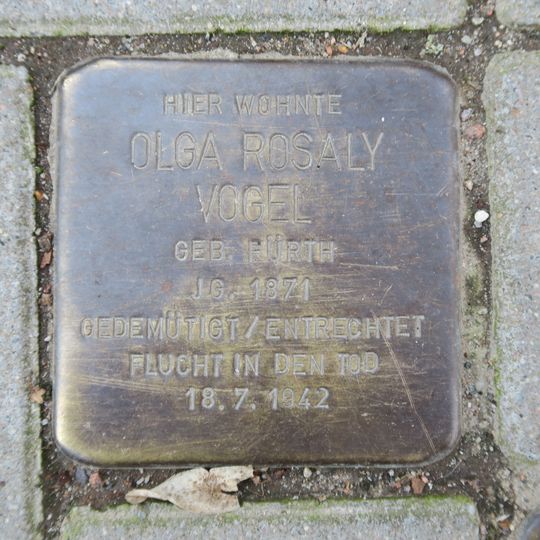 HIER WOHNTE
OLGA ROSALY
VOGEL
GEB. FÜRTH
JG. 1871
GEDEMÜTIGT/ENTRECHTET
FLUCHT IN DEN TOD
18.7.1942